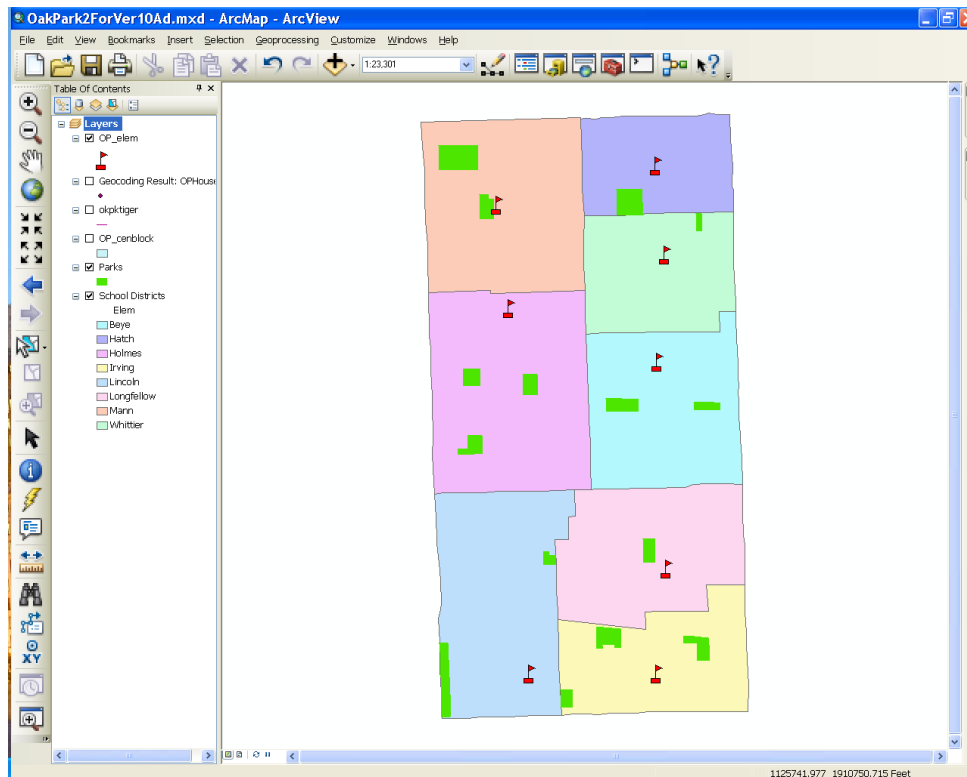 OakPark2ForVer10Ad.mxd - ArcMap - ArcView
File Edit View Bookmarks Insert Selection Geoprocessing Customize Windows Help
1:23,301
Table Of Contents
Layers
OP_elem
Geocoding Result: OPHouse
okpktiger
OP_cenblock
Parks
School Districts
Elem
Beye
Hatch
Holmes
Irving
Lincoln
Longfellow
Mann
Whittier
XY
1125741.977 1910750.715 Feet